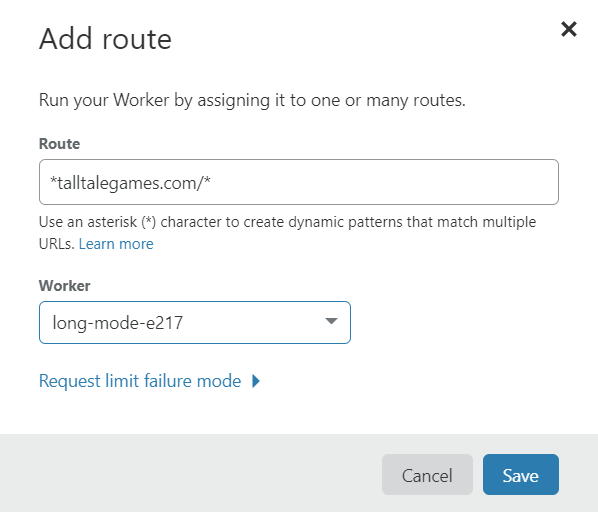 Add route
Run your Worker by assigning it to one or many routes.
Route
*talltalegames.com/*
Use an asterisk (*) character to create dynamic patterns that match multiple
URLs. Learn more
Worker
long-mode-e217
Request limit failure mode
Cancel
Save